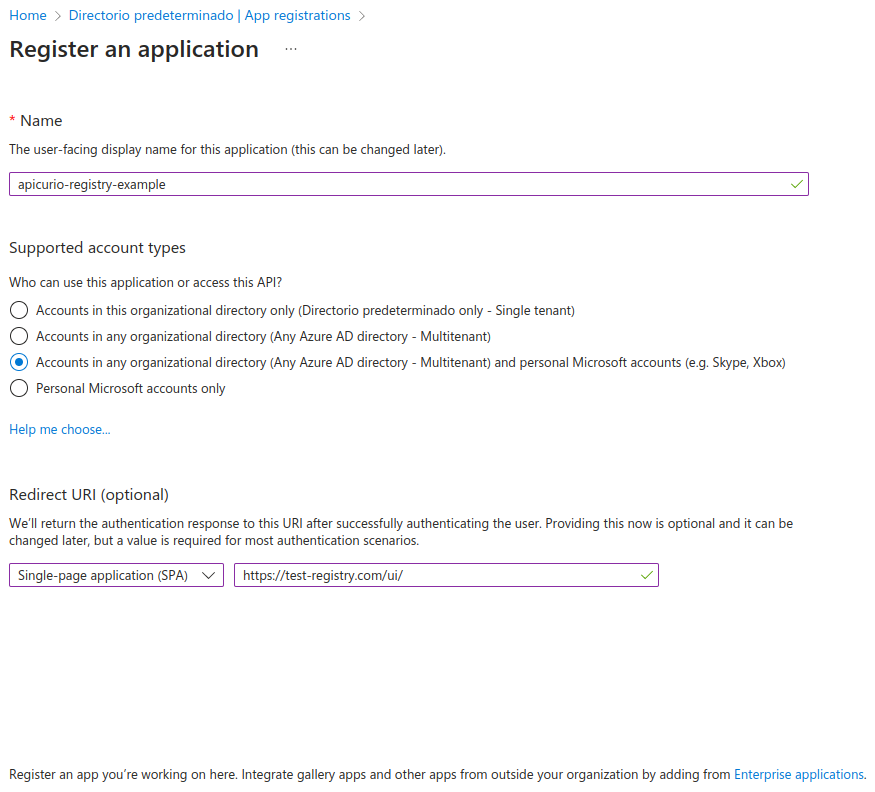 Home > Directorio predeterminado | App registrations >
Register an application ...
* Name
The user-facing display name for this application (this can be changed later).
apicurio-registry-example
Supported account types
Who can use this application or access this API?
Accounts in this organizational directory only (Directorio predeterminado only - Single tenant)
Accounts in any organizational directory (Any Azure AD directory - Multitenant)
Accounts in any organizational directory (Any Azure AD directory - Multitenant) and personal Microsoft accounts (e.g. Skype, Xbox)
Personal Microsoft accounts only
Help me choose...
Redirect URI (optional)
We'll return the authentication response to this URI after successfully authenticating the user. Providing this now is optional and it can be
changed later, but a value is required for most authentication scenarios.
Single-page application (SPA) https://test-registry.com/ui/
Register an app you're working on here. Integrate gallery apps and other apps from outside your organization by adding from Enterprise applications.